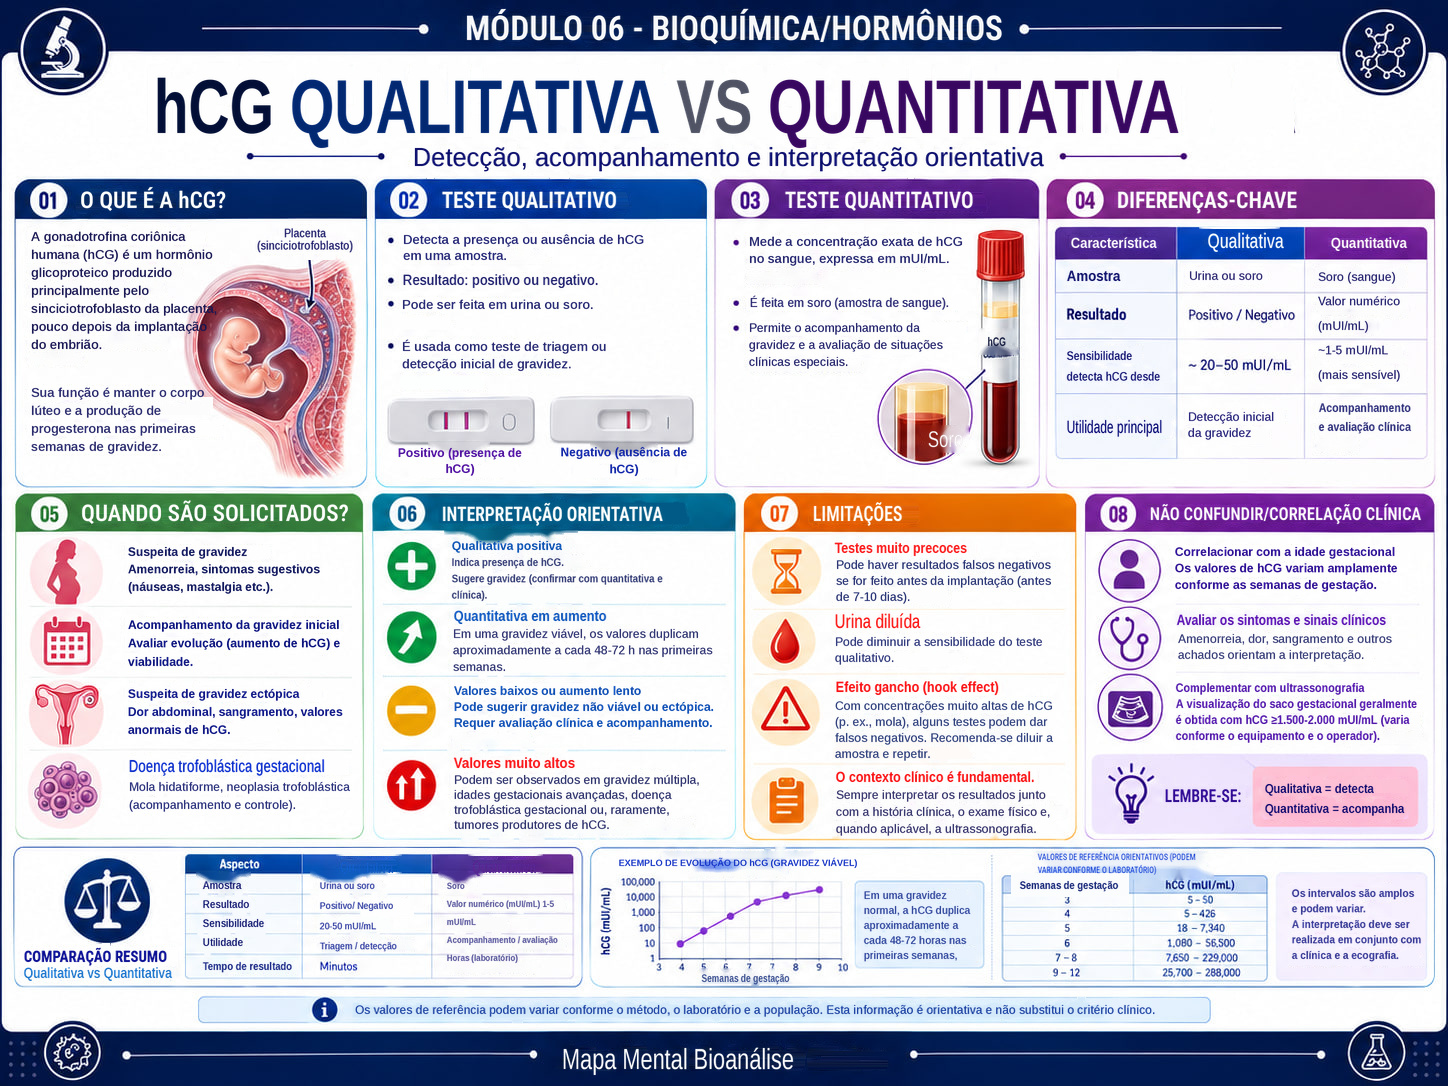 MÓDULO 06 - BIOQUÍMICA/HORMÔNIOS
hCG QUALITATIVA VS QUANTITATIVA
Detecção, acompanhamento e interpretação orientativa
01 O QUE É A hCG?
A gonadotrofina coriônica
humana (hCG) é um hormônio
glicoproteico produzido
principalmente pelo
sinciciotrofoblasto da placenta,
pouco depois da implantação
do embrião.
Sua função é manter o corpo
lúteo e a produção de
progesterona nas primeiras
semanas de gravidez.
Placenta
(sinciciotrofoblasto)
02 TESTE QUALITATIVO
• Detecta a presença ou ausência de hCG
em uma amostra.
• Resultado: positivo ou negativo.
• Pode ser feita em urina ou soro.
• É usada como teste de triagem ou
detecção inicial de gravidez.
Positivo (presença de
hCG)
Negativo (ausência de
hCG)
03 TESTE QUANTITATIVO
• Mede a concentração exata de hCG
no sangue, expressa em mUI/mL.
• É feita em soro (amostra de sangue).
• Permite o acompanhamento da
gravidez e a avaliação de situações
clínicas especiais.
hCG
Soro
04 DIFERENÇAS-CHAVE
Característica Qualitativa Quantitativa
Amostra Urina ou soro Soro (sangue)
Resultado Positivo / Negativo Valor numérico
(mUI/mL)
Sensibilidade
detecta hCG desde ~ 20–50 mUI/mL ~1-5 mUI/mL
(mais sensível)
Utilidade principal Detecção inicial
da gravidez Acompanhamento
e avaliação clínica
05 QUANDO SÃO SOLICITADOS?
Suspeita de gravidez
Amenorreia, sintomas sugestivos
(náuseas, mastalgia etc.).
Acompanhamento da gravidez inicial
Avaliar evolução (aumento de hCG) e
viabilidade.
Suspeita de gravidez ectópica
Dor abdominal, sangramento, valores
anormais de hCG.
Doença trofoblástica gestacional
Mola hidatiforme, neoplasia trofoblástica
(acompanhamento e controle).
06 INTERPRETAÇÃO ORIENTATIVA
Qualitativa positiva
Indica presença de hCG.
Sugere gravidez (confirmar com quantitativa e
clínica).
Quantitativa em aumento
Em uma gravidez viável, os valores duplicam
aproximadamente a cada 48-72 h nas primeiras
semanas.
Valores baixos ou aumento lento
Pode sugerir gravidez não viável ou ectópica.
Requer avaliação clínica e acompanhamento.
Valores muito altos
Podem ser observados em gravidez múltipla,
idades gestacionais avançadas, doença
trofoblástica gestacional ou, raramente,
tumores produtores de hCG.
07 LIMITAÇÕES
Testes muito precoces
Pode haver resultados falsos negativos
se for feito antes da implantação (antes
de 7-10 dias).
Urina diluída
Pode diminuir a sensibilidade do teste
qualitativo.
Efeito gancho (hook effect)
Com concentrações muito altas de hCG
(p. ex., mola), alguns testes podem dar
falsos negativos. Recomenda-se diluir a
amostra e repetir.
O contexto clínico é fundamental.
Sempre interpretar os resultados junto
com a história clínica, o exame físico e,
quando aplicável, a ultrassonografia.
08 NÃO CONFUNDIR/CORRELAÇÃO CLÍNICA
Correlacionar com a idade gestacional
Os valores de hCG variam amplamente
conforme as semanas de gestação.
Avaliar os sintomas e sinais clínicos
Amenorreia, dor, sangramento e outros
achados orientam a interpretação.
Complementar com ultrassonografia
A visualização do saco gestacional geralmente
é obtida com hCG ≥1.500-2.000 mUI/mL (varia
conforme o equipamento e o operador).
LEMBRE-SE:
Qualitativa = detecta
Quantitativa = acompanha
COMPARAÇÃO RESUMO
Qualitativa vs Quantitativa
Aspecto
Amostra Urina ou soro Soro
Resultado Positivo/ Negativo Valor numérico (mUI/mL) 1-5
mUI/mL
Sensibilidade 20-50 mUI/mL
Utilidade Triagem / detecção Acompanhamento / avaliação
Tempo de resultado Minutos Horas (laboratório)
EXEMPLO DE EVOLUÇÃO DO hCG (GRAVIDEZ VIÁVEL)
hCG (mUI/mL)
100,000
10,000
1,000
100
10
1
3 4 5 6 7 7 8 9 10
Semanas de gestação
Em uma gravidez
normal, a hCG duplica
aproximadamente a
cada 48-72 horas nas
primeiras semanas,
VALORES DE REFERÊNCIA ORIENTATIVOS (PODEM
VARIAR CONFORME O LABORATÓRIO)
Semanas de gestação hCG (mUI/mL)
3 5 – 50
4 5 – 426
5 18 – 7,340
6 1,080 – 56,500
7 – 8 7,650 – 229,000
9 – 12 25,700 – 288,000
Os intervalos são amplos
e podem variar.
A interpretação deve ser
realizada em conjunto com
a clínica e a ecografia.
Os valores de referência podem variar conforme o método, o laboratório e a população. Esta informação é orientativa e não substitui o critério clínico.
Mapa Mental Bioanálise